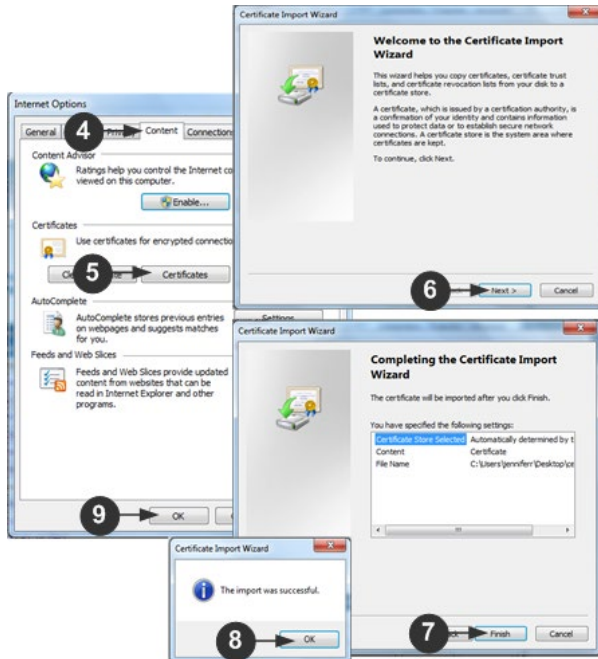 Internet Options
General
4
Content
Connections
Content Advisor
Ratings help you control the Internet co
viewed on this computer.
Enable...
Certificates
Use certificates for encrypted connectio
5
Certificates
AutoComplete
AutoComplete stores previous entries
on webpages and suggests matches
for you.
Settings
Feeds and Web Slices
Feeds and Web Slices provide updated
content from websites that can be
read in Internet Explorer and other
programs.
9
OK
Certificate Import Wizard
Welcome to the Certificate Import
Wizard
This wizard helps you copy certificates, certificate trust
lists, and certificate revocation lists from your disk to a
certificate store.
A certificate, which is issued by a certification authority, is
a confirmation of your identity and contains information
used to protect data or to establish secure network
connections. A certificate store is the system area where
certificates are kept.
To continue, click Next.
6
Next >
Cancel
Certificate Import Wizard
Completing the Certificate Import
Wizard
The certificate will be imported after you click Finish.
You have specified the following settings:
Certificate Store Selected Automatically determined by t
Content Certificate
File Name C:\Users\jenniferr\Desktop\ce
7
Finish
Cancel
Certificate Import Wizard
The import was successful.
8
OK